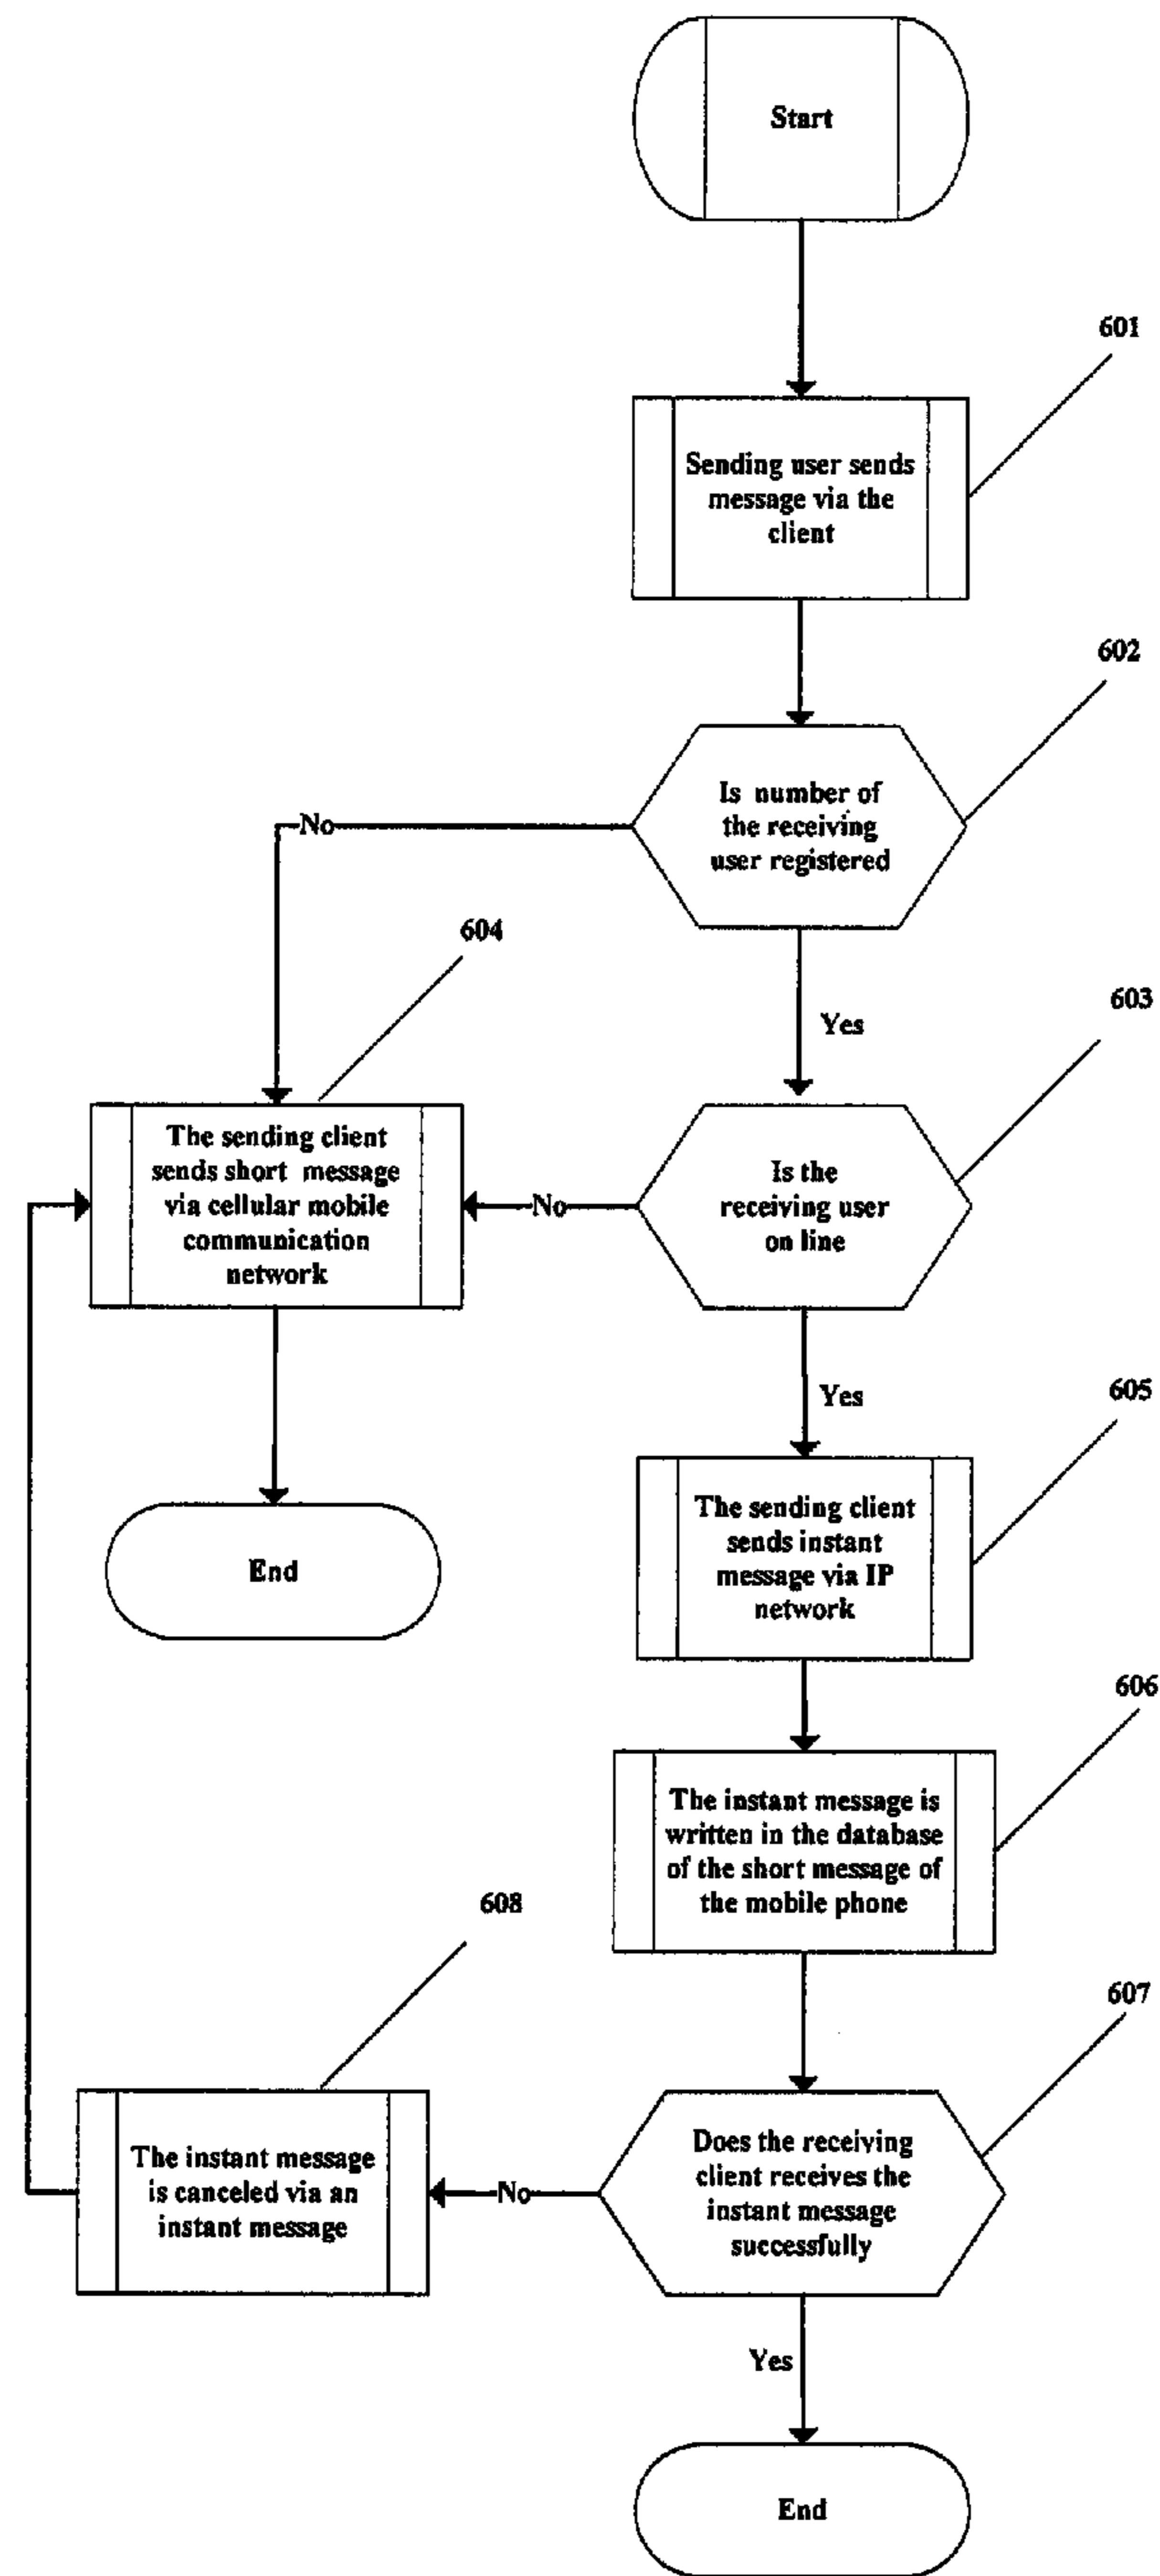 Start
601
Sending user sends
message via the
client
602
Is number of
the receiving
user registered
No
604
Yes
603
The sending client
sends short message
via cellular mobile
communication
network
No
Is the
receiving user
on line
Yes
605
End
The sending client
sends instant
message via IP
network
606
The instant message is
written in the database
of the short message of
the mobile phone
608
607
The instant message
is canceled via an
instant message
No
Does the receiving
client receives the
instant message
successfully
Yes
End